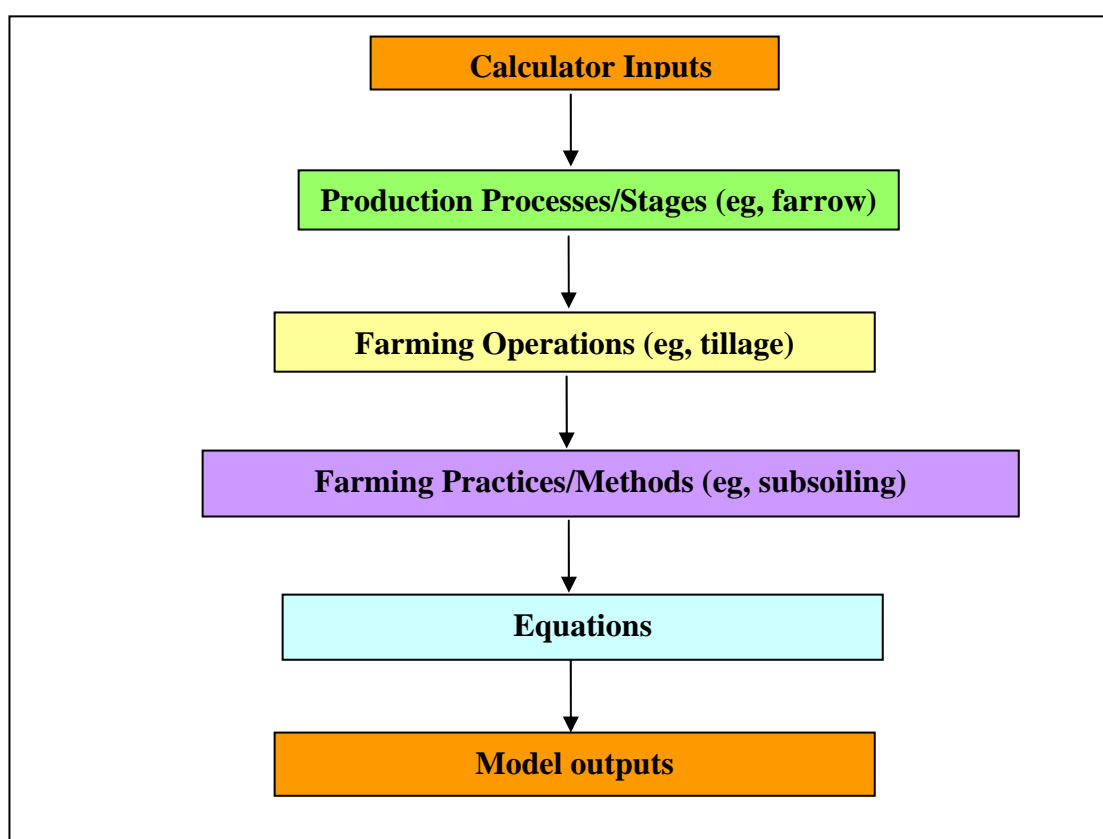 Calculator Inputs
Production Processes/Stages (eg, farrow)
Farming Operations (eg, tillage)
Farming Practices/Methods (eg, subsoiling)
Equations
Model outputs